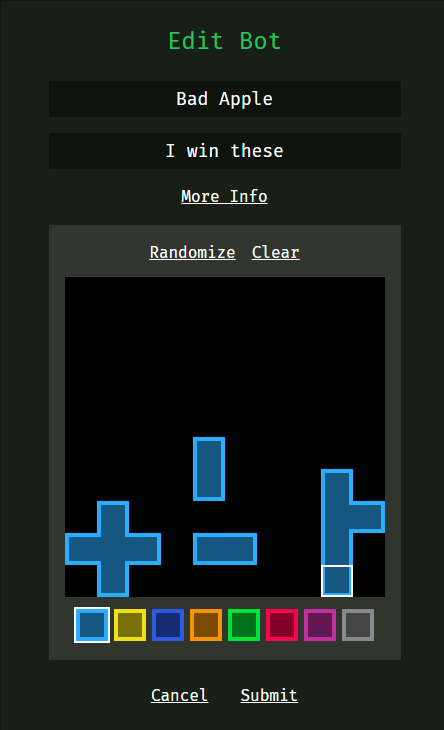 Edit Bot
Bad Apple
I win these
More Info
Randomize Clear
Cancel Submit